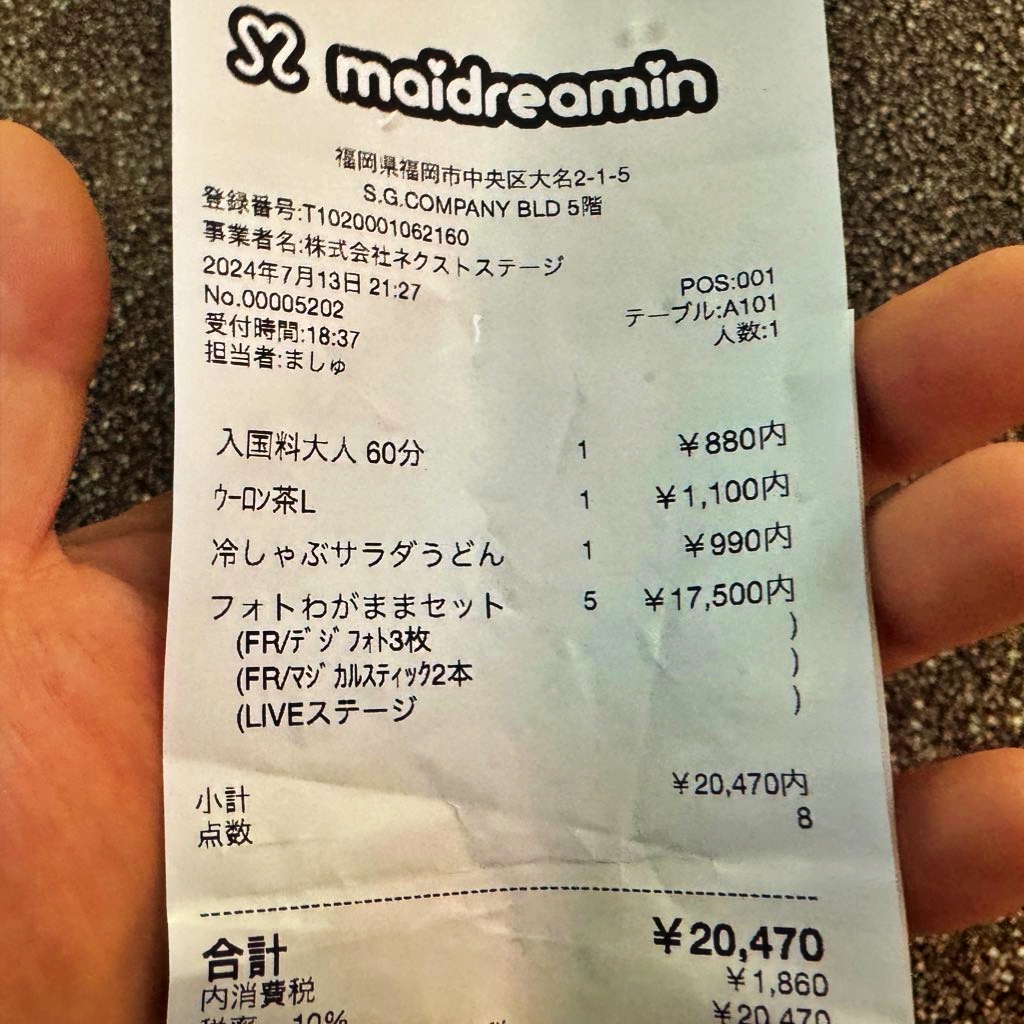 maidreamin
福岡県福岡市中央区大名2-1-5
S.G.COMPANY BLD 5階
登録番号:T1020001062160
事業者名:株式会社ネクストステージ
2024年7月13日 21:27 POS:001
No.00005202 テーブル:A101
受付時間:18:37 人数:1
担当者:ましゅ
入国料大人 60分 1 ¥880内
ｳｰﾛﾝ茶L 1 ¥1,100内
冷しゃぶサラダうどん 1 ¥990内
フォトわがままセット 5 ¥17,500内
(FR/ﾃﾞｼﾞﾌｫﾄ3枚 )
(FR/ﾏｼﾞｶﾙｽﾃｨｯｸ2本 )
(LIVEステージ )
小計 ¥20,470内
点数 8
合計 ¥20,470
内消費税 ¥1,860
税率 10% ¥20,470